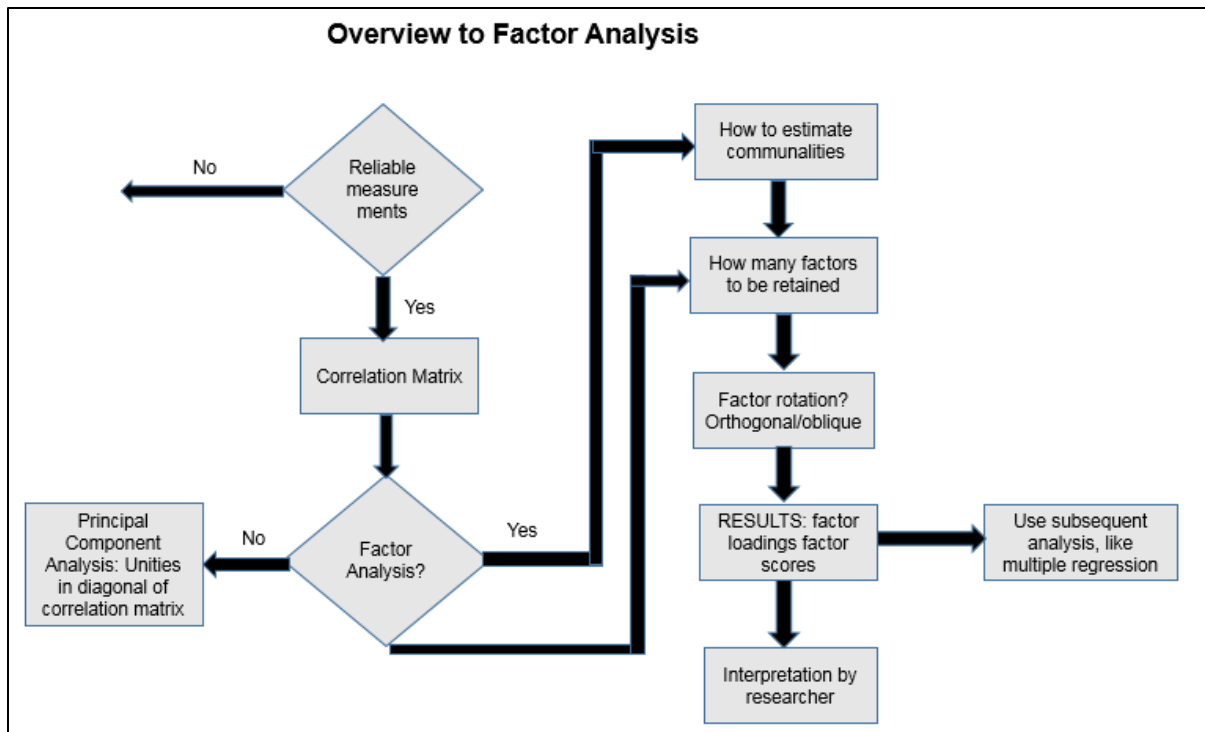 Overview to Factor Analysis
No
Reliable
measure
ments
Yes
Correlation Matrix
Factor
Analysis?
No
Principal
Component
Analysis: Unities
in diagonal of
correlation matrix
Yes
How to estimate
communalities
How many factors
to be retained
Factor rotation?
Orthogonal/oblique
RESULTS: factor
loadings factor
scores
Use subsequent
analysis, like
multiple regression
Interpretation by
researcher